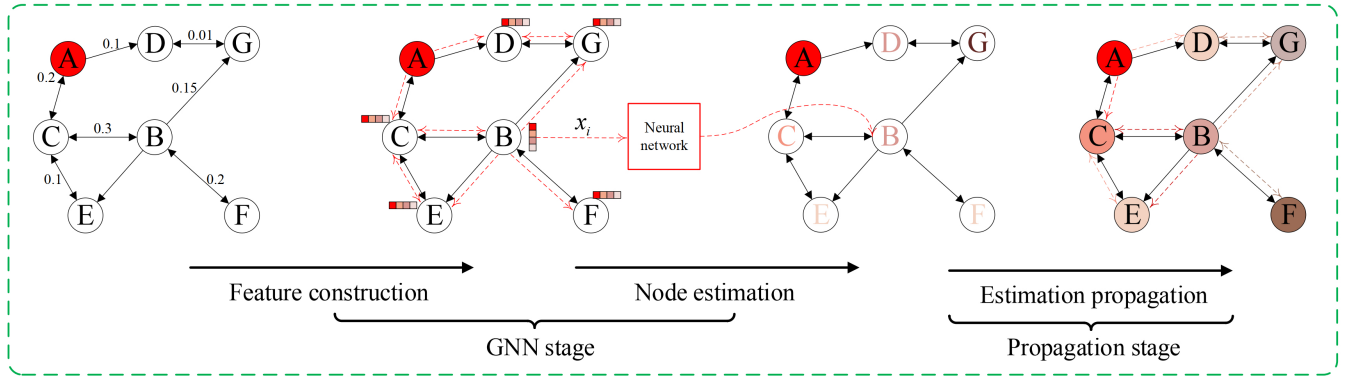 A
0.1
D
0.01
G
0.2
0.15
C
0.3
B
0.1
0.2
E
F
A
D
G
C
B
x_i
Neural
network
E
F
A
D
G
C
B
E
F
A
D
G
C
B
E
F
Feature construction
Node estimation
Estimation propagation
GNN stage
Propagation stage